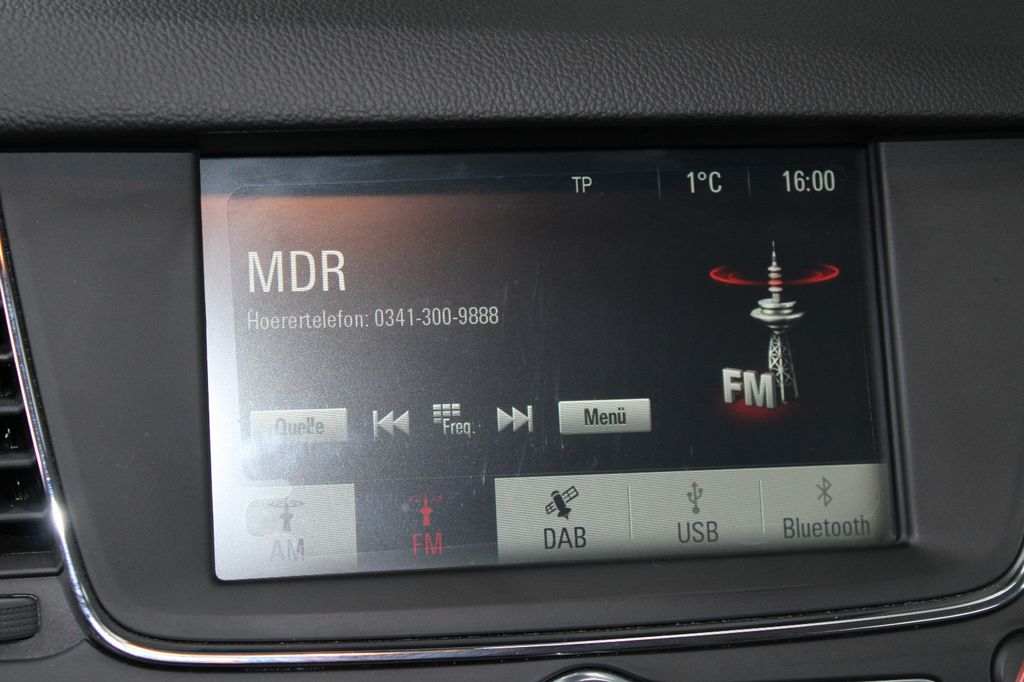 TP 1°C 16:00
MDR
Hoerertelefon: 0341-300-9888
FM
Quelle Freq. Menü
AM FM DAB USB Bluetooth